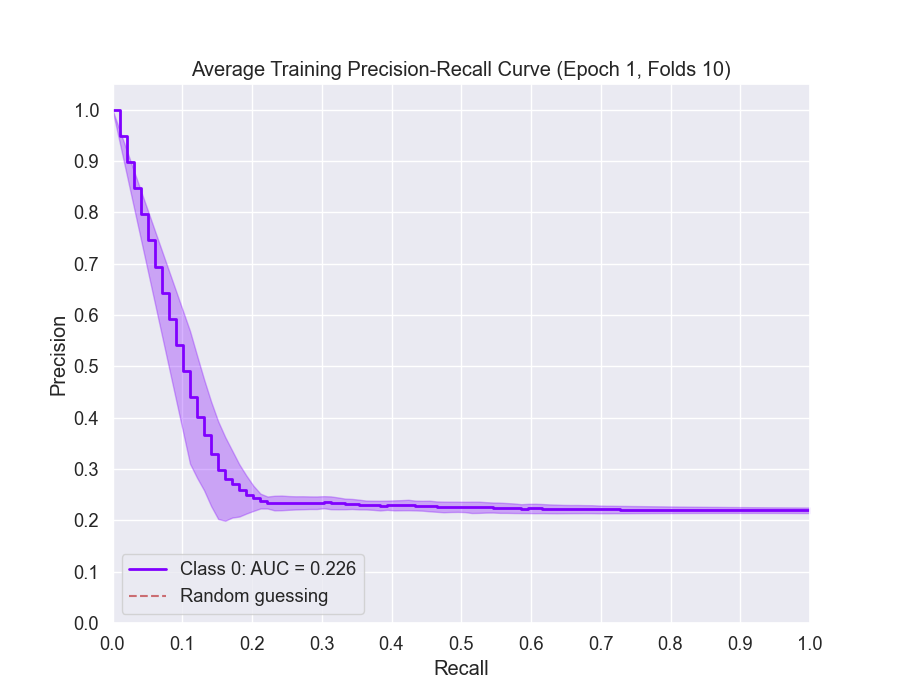 Average Training Precision-Recall Curve (Epoch 1, Folds 10)
1.0
0.9
0.8
0.7
0.6
0.5
0.4
0.3
0.2
0.1
0.0
Precision
Class 0: AUC = 0.226
Random guessing
0.0 0.1 0.2 0.3 0.4 0.5 0.6 0.7 0.8 0.9 1.0
Recall